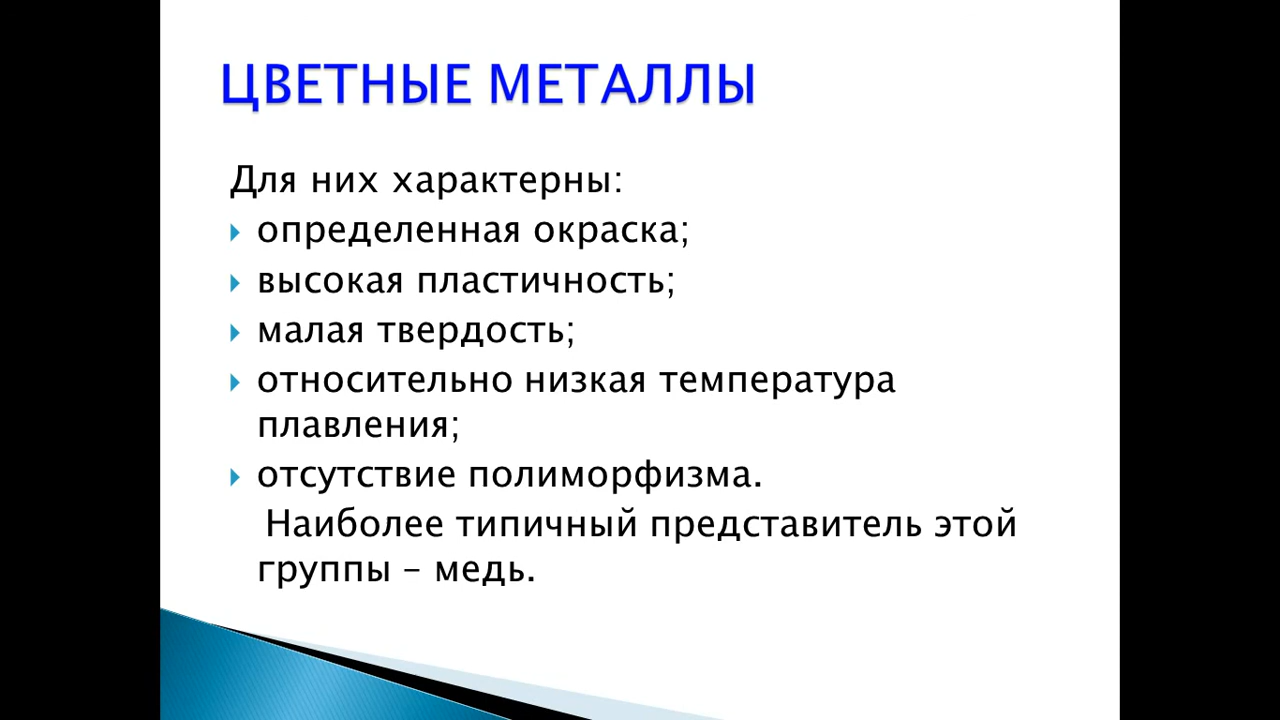 ЦВЕТНЫЕ МЕТАЛЛЫ
Для них характерны:
определенная окраска;
высокая пластичность;
малая твердость;
относительно низкая температура
плавления;
отсутствие полиморфизма.
Наиболее типичный представитель этой
группы – медь.